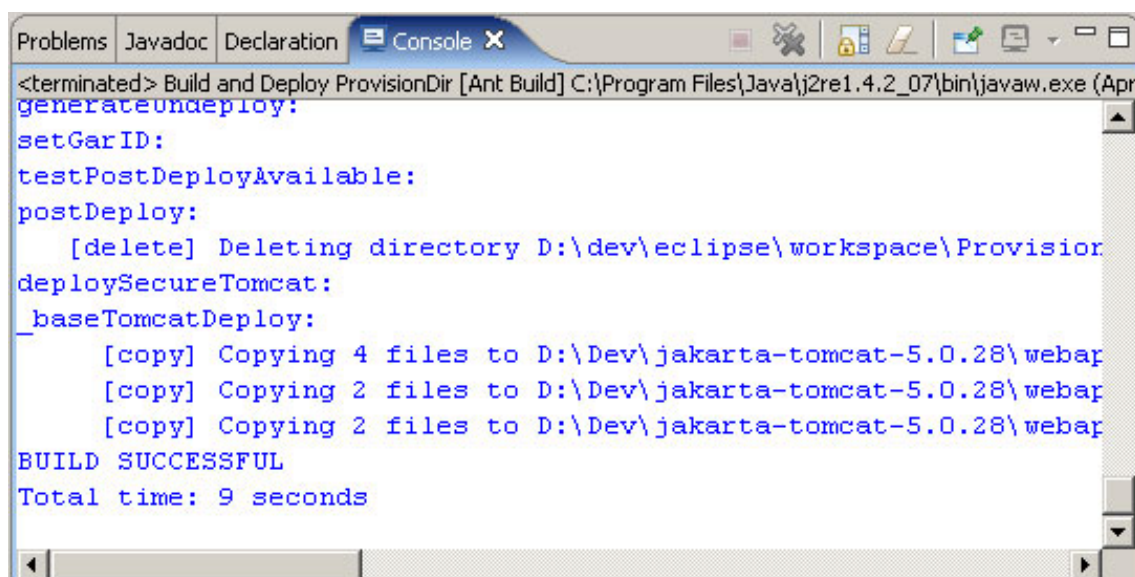 Problems Javadoc Declaration Console
<terminated> Build and Deploy ProvisionDir [Ant Build] C:\Program Files\Java\j2re1.4.2_07\bin\javaw.exe (Apr
generateUndeploy:
setGarID:
testPostDeployAvailable:
postDeploy:
[delete] Deleting directory D:\dev\eclipse\workspace\Provision
deploySecureTomcat:
_baseTomcatDeploy:
[copy] Copying 4 files to D:\Dev\jakarta-tomcat-5.0.28\webap
[copy] Copying 2 files to D:\Dev\jakarta-tomcat-5.0.28\webap
[copy] Copying 2 files to D:\Dev\jakarta-tomcat-5.0.28\webap
BUILD SUCCESSFUL
Total time: 9 seconds